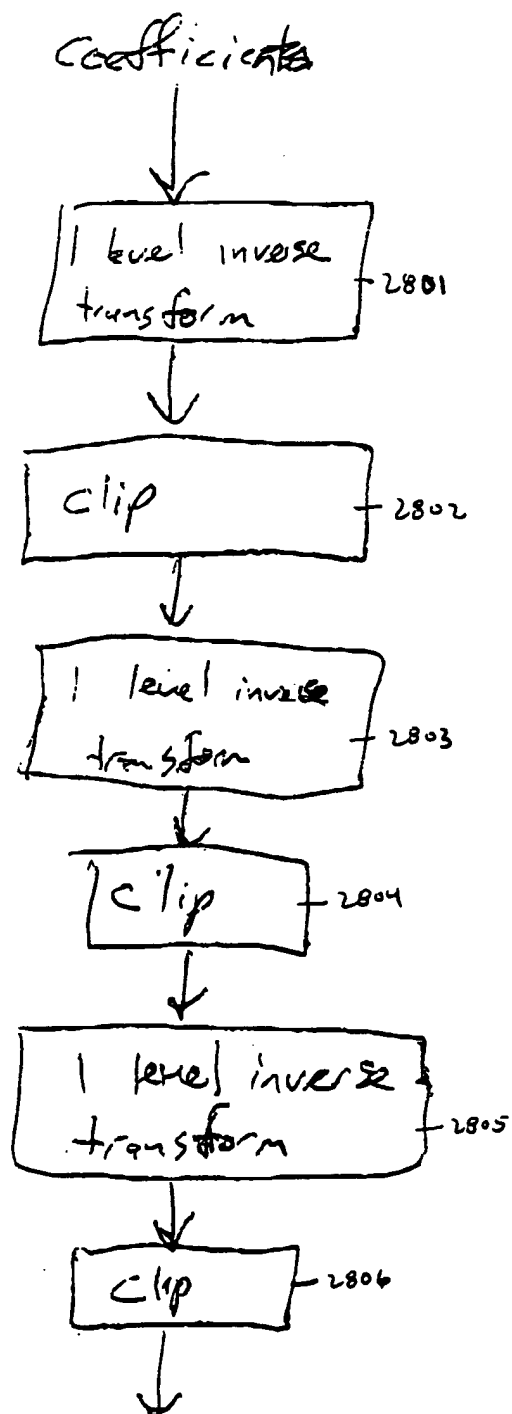 Coefficients
1 level inverse
transform
2801
Clip
2802
1 level inverse
transform
2803
Clip
2804
1 level inverse
transform
2805
Clip
2806